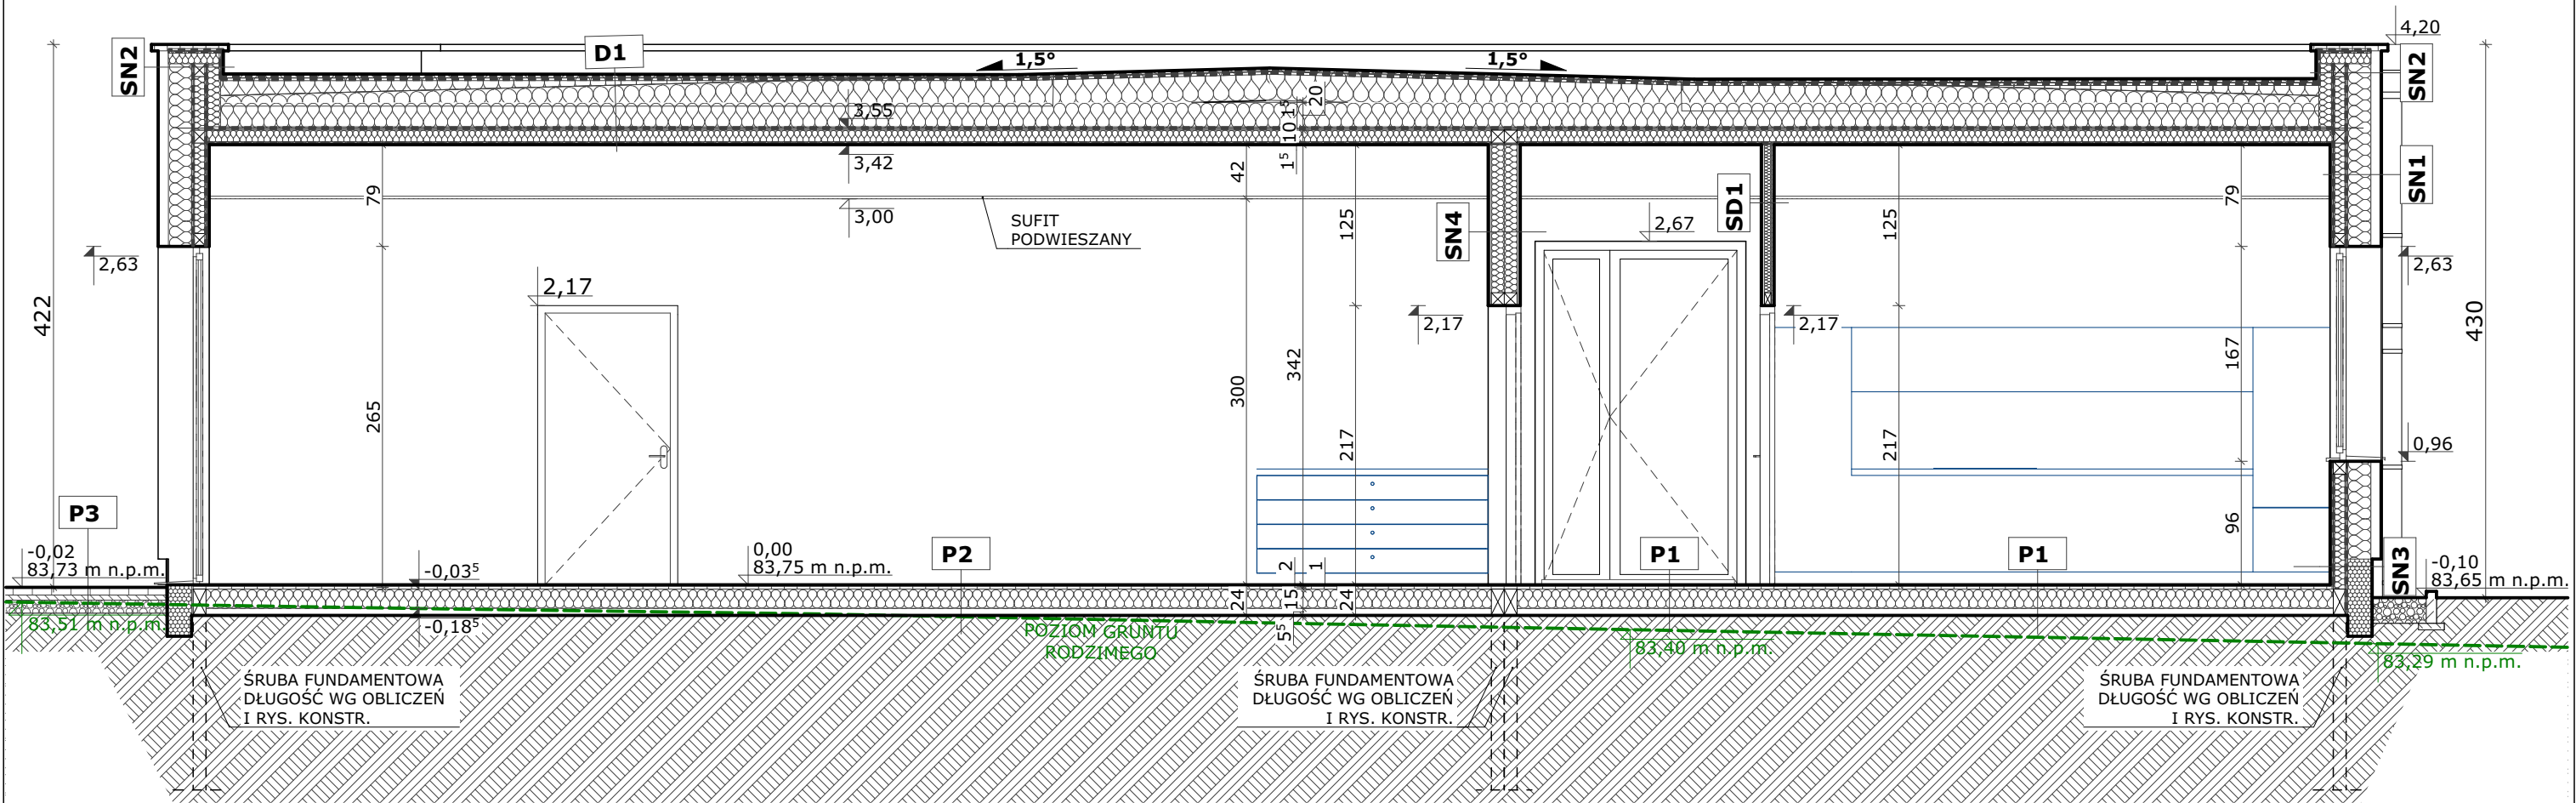 4,20
SN2
D1
1,5°
1,5°
SN2
20
1⁵
3,55
10
1⁵
3,42
42
79
79
SN1
3,00
SUFIT
PODWIESZANY
125
SN4
SD1
125
2,67
2,63
2,63
2,17
2,17
2,17
422
430
342
167
300
265
217
217
0,96
P3
96
-0,02
83,73 m n.p.m.
-0,03⁵
0,00
83,75 m n.p.m.
P2
2
1
P1
P1
SN3
-0,10
83,65 m n.p.m.
24
15
24
83,51 m n.p.m.
-0,18⁵
5⁵
POZIOM GRUNTU
RODZIMEGO
83,40 m n.p.m.
83,29 m n.p.m.
ŚRUBA FUNDAMENTOWA
DŁUGOŚĆ WG OBLICZEŃ
I RYS. KONSTR.
ŚRUBA FUNDAMENTOWA
DŁUGOŚĆ WG OBLICZEŃ
I RYS. KONSTR.
ŚRUBA FUNDAMENTOWA
DŁUGOŚĆ WG OBLICZEŃ
I RYS. KONSTR.